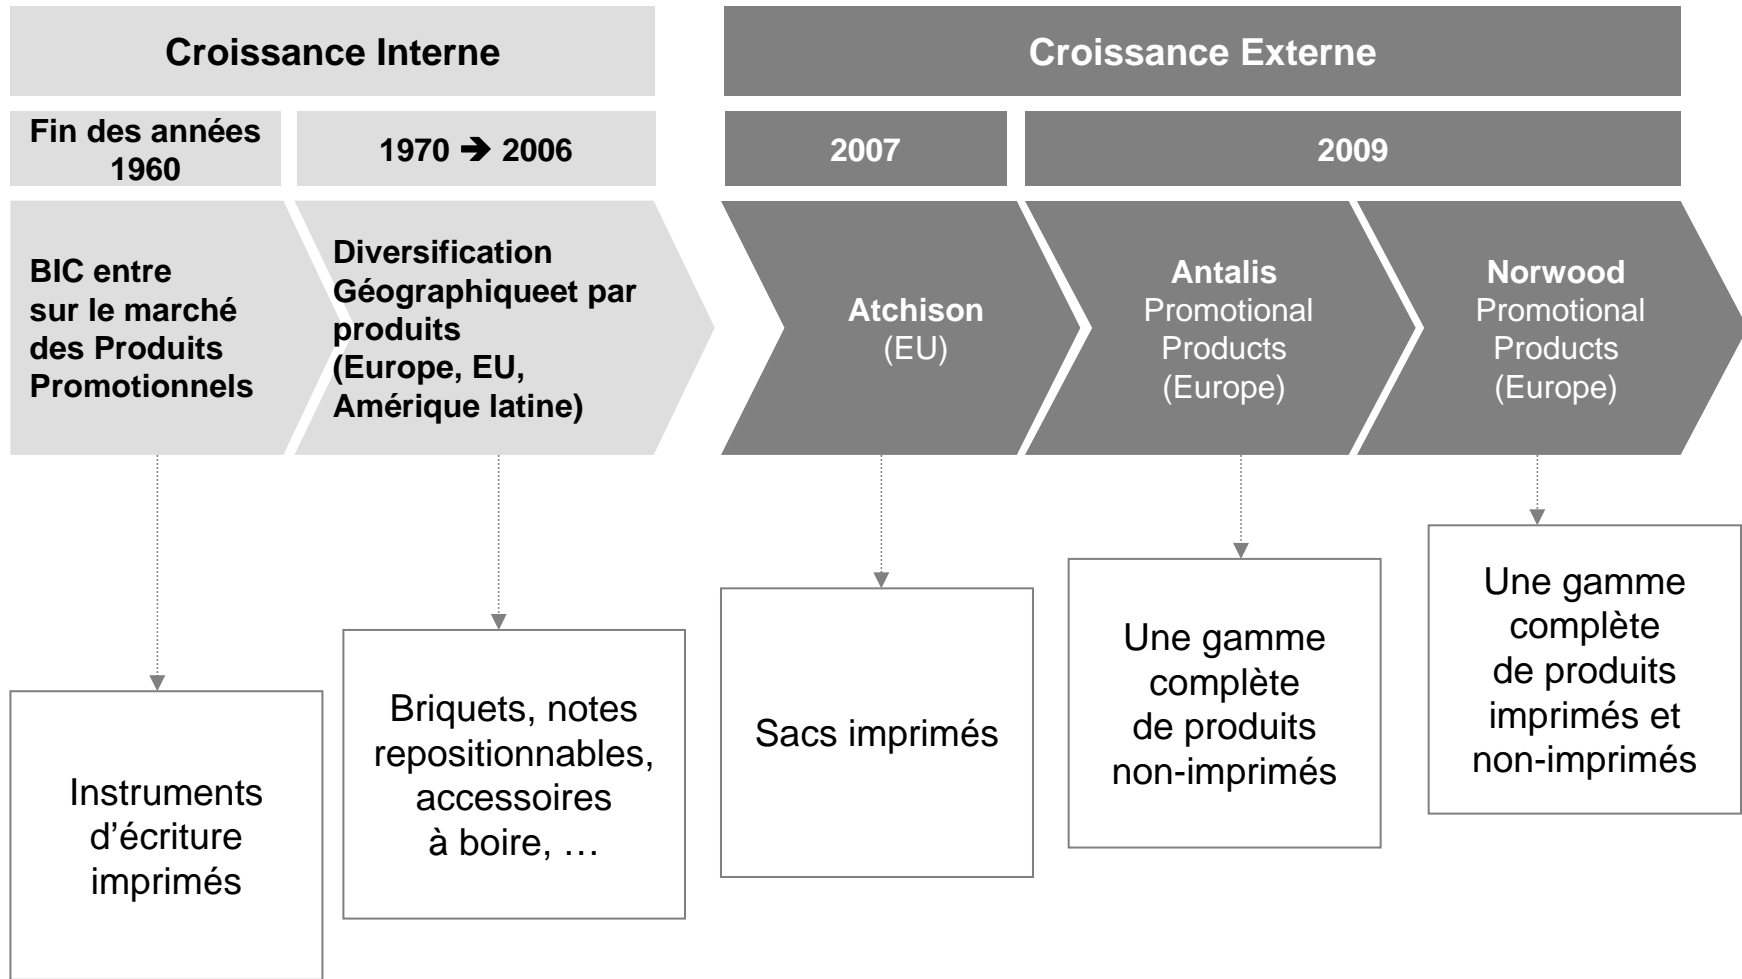 Croissance Interne
Croissance Externe
Fin des années
1960
1970 ➔ 2006
2007
2009
BIC entre
sur le marché
des Produits
Promotionnels
Diversification
Géographiqueet par
produits
(Europe, EU,
Amérique latine)
Atchison
(EU)
Antalis
Promotional
Products
(Europe)
Norwood
Promotional
Products
(Europe)
Instruments
d’écriture
imprimés
Briquets, notes
repositionnables,
accessoires
à boire, …
Sacs imprimés
Une gamme
complète
de produits
non-imprimés
Une gamme
complète
de produits
imprimés et
non-imprimés